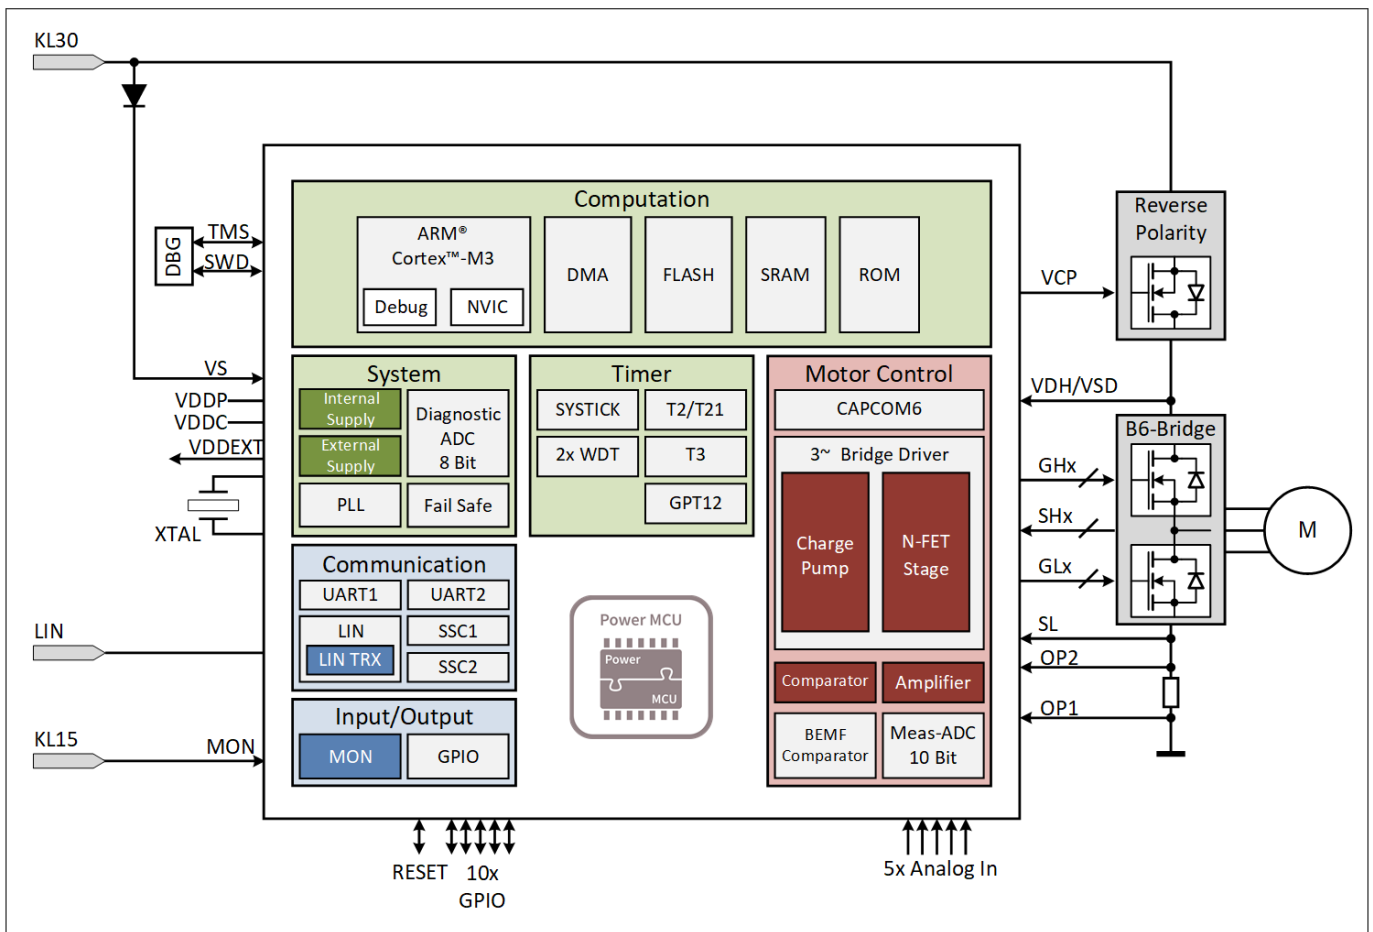 KL30
Computation
ARM®
Cortex™-M3
Debug
NVIC
DMA
FLASH
SRAM
ROM
DBG
TMS
SWD
Reverse
Polarity
VCP
VS
VDDP
VDDC
VDDEXT
XTAL
System
Internal
Supply
External
Supply
Diagnostic
ADC
8 Bit
PLL
Fail Safe
Timer
SYSTICK
T2/T21
2x WDT
T3
GPT12
Motor Control
CAPCOM6
3~ Bridge Driver
Charge
Pump
N-FET
Stage
Comparator
Amplifier
BEMF
Comparator
Meas-ADC
10 Bit
VDH/VSD
B6-Bridge
GHx
SHx
GLx
M
SL
OP2
OP1
Communication
UART1
UART2
LIN
LIN TRX
SSC1
SSC2
Power MCU
Power
MCU
LIN
Input/Output
MON
GPIO
KL15
MON
RESET
10x
GPIO
5x Analog In